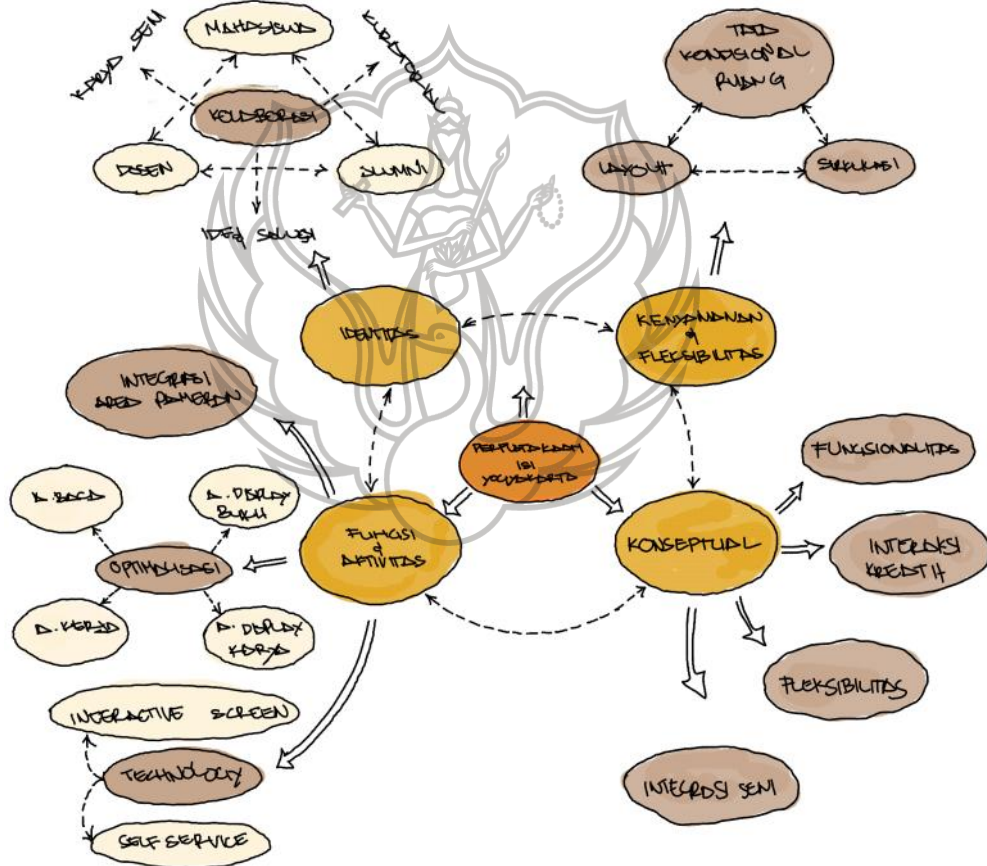 MAHASISWA
KARYA SENI
KURATORIAL
KOLABORASI
DOSEN
ALUMNI
IDE & SOLUSI
TATA
KONDISIONAL
RUANG
LAYOUT
SIRKULASI
IDENTITAS
KENYAMANAN
&
FLEKSIBILITAS
INTEGRASI
AREA PAMERAN
PERPUSTAKAAN
ISI
YOGYAKARTA
FUNGSIONALITAS
A. BACA
A. DISPLAY
BUKU
FUNGSI
&
AKTIVITAS
KONSEPTUAL
INTERAKSI
KREATIF
OPTIMALISASI
A. KERJA
A. DISPLAY
KARYA
FLEKSIBILITAS
INTERACTIVE SCREEN
TECHNOLOGY
INTEGRASI SENI
SELF SERVICE